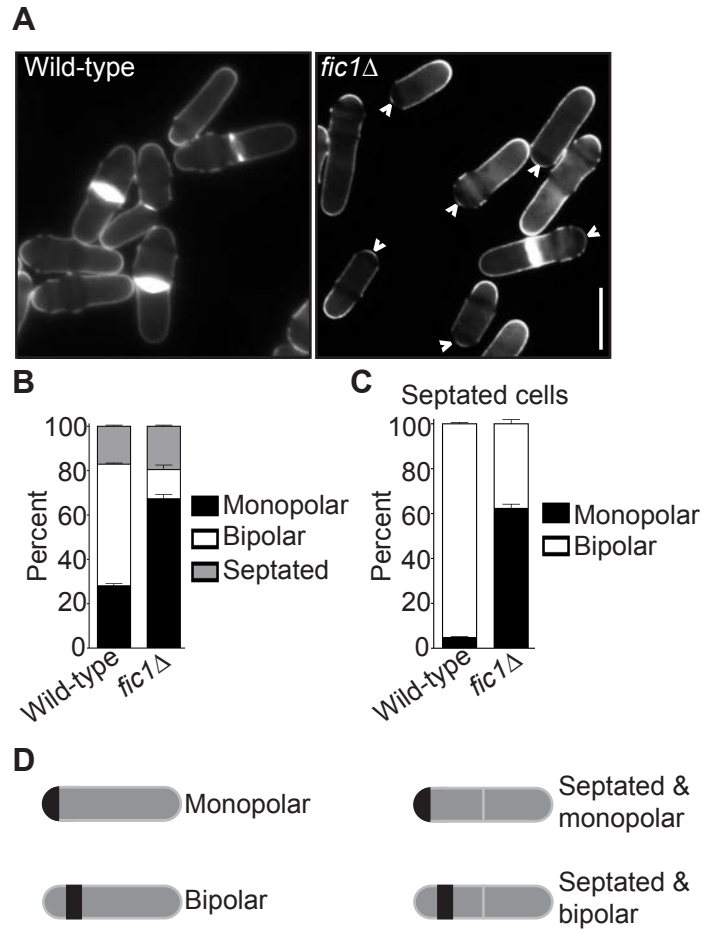 A
Wild-type
fic1Δ
B
100
80
60
40
20
0
Percent
Wild-type
fic1Δ
Monopolar
Bipolar
Septated
C
Septated cells
100
80
60
40
20
0
Percent
Wild-type
fic1Δ
Monopolar
Bipolar
D
Monopolar
Septated &
monopolar
Bipolar
Septated &
bipolar